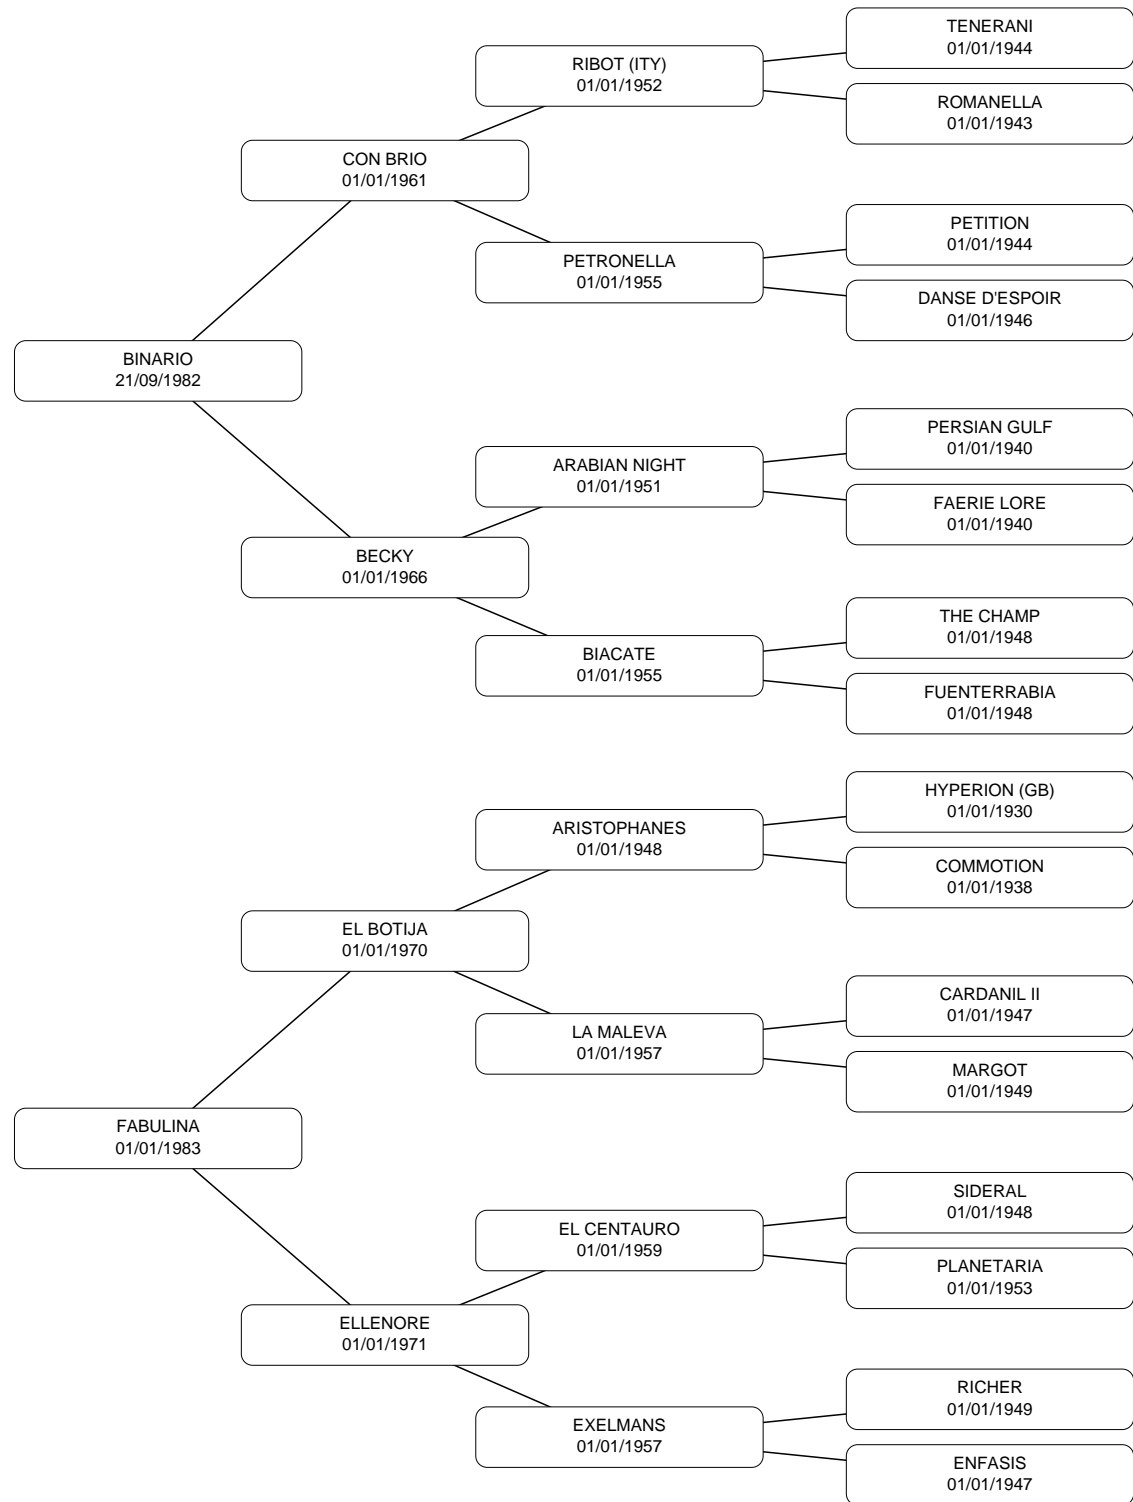 TENERANI
01/01/1944
RIBOT (ITY)
01/01/1952
ROMANELLA
01/01/1943
CON BRIO
01/01/1961
PETITION
01/01/1944
PETRONELLA
01/01/1955
DANSE D'ESPOIR
01/01/1946
BINARIO
21/09/1982
PERSIAN GULF
01/01/1940
ARABIAN NIGHT
01/01/1951
FAERIE LORE
01/01/1940
BECKY
01/01/1966
THE CHAMP
01/01/1948
BIACATE
01/01/1955
FUENTERRABIA
01/01/1948
HYPERION (GB)
01/01/1930
ARISTOPHANES
01/01/1948
COMMOTION
01/01/1938
EL BOTIJA
01/01/1970
CARDANIL II
01/01/1947
LA MALEVA
01/01/1957
MARGOT
01/01/1949
FABULINA
01/01/1983
SIDERAL
01/01/1948
EL CENTAURO
01/01/1959
PLANETARIA
01/01/1953
ELLENORE
01/01/1971
RICHER
01/01/1949
EXELMANS
01/01/1957
ENFASIS
01/01/1947